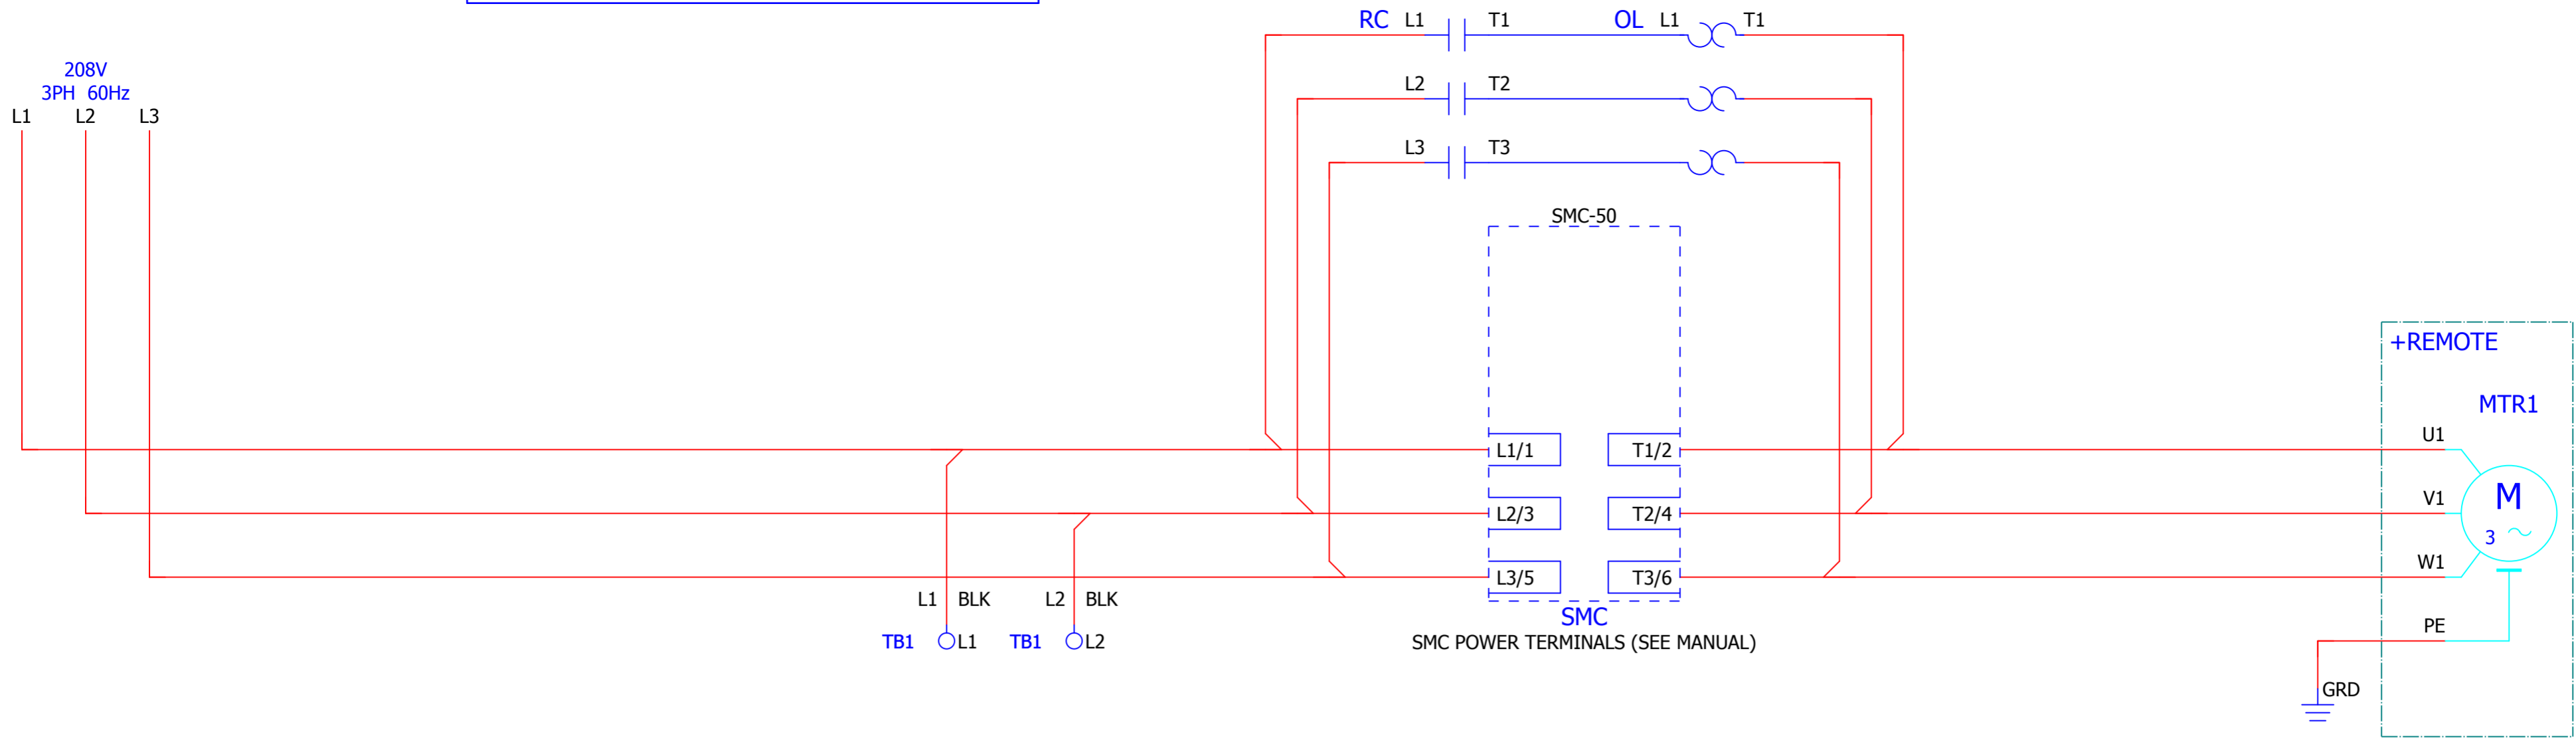 RC L1 T1 OL L1 T1
208V
3PH 60Hz
L1 L2 L3
L2 T2
L3 T3
SMC-50
+REMOTE
MTR1
U1
L1/1 T1/2
V1
M
3
L2/3 T2/4
W1
L3/5 T3/6
L1 BLK L2 BLK
SMC
PE
TB1 L1 TB1 L2
SMC POWER TERMINALS (SEE MANUAL)
GRD